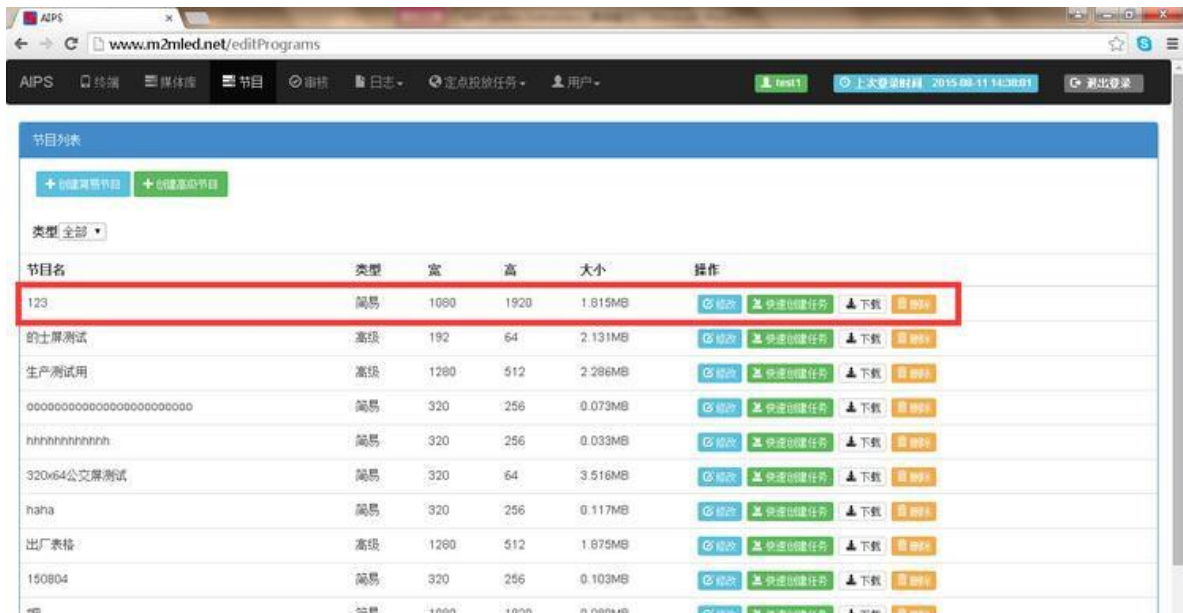 AIPS
www.m2mled.net/editPrograms
AIPS 终端 媒体库 节目 审核 日志 定点投放任务 用户 test1 上次登录时间 2015-08-11 14:38:01 退出登录
节目列表
创建简易节目 创建高级节目
类型 全部
节目名 类型 宽 高 大小 操作
123 简易 1080 1920 1.815MB 修改 快速创建任务 下载 删除
的士屏测试 高级 192 64 2.131MB 修改 快速创建任务 下载 删除
生产测试用 高级 1280 512 2.286MB 修改 快速创建任务 下载 删除
简易 320 256 0.073MB 修改 快速创建任务 下载 删除
hhhhhhhhhhhh 简易 320 256 0.033MB 修改 快速创建任务 下载 删除
320x64公交屏测试 简易 320 64 3.516MB 修改 快速创建任务 下载 删除
haha 简易 320 256 0.117MB 修改 快速创建任务 下载 删除
出厂表格 高级 1280 512 1.875MB 修改 快速创建任务 下载 删除
150804 简易 320 256 0.103MB 修改 快速创建任务 下载 删除